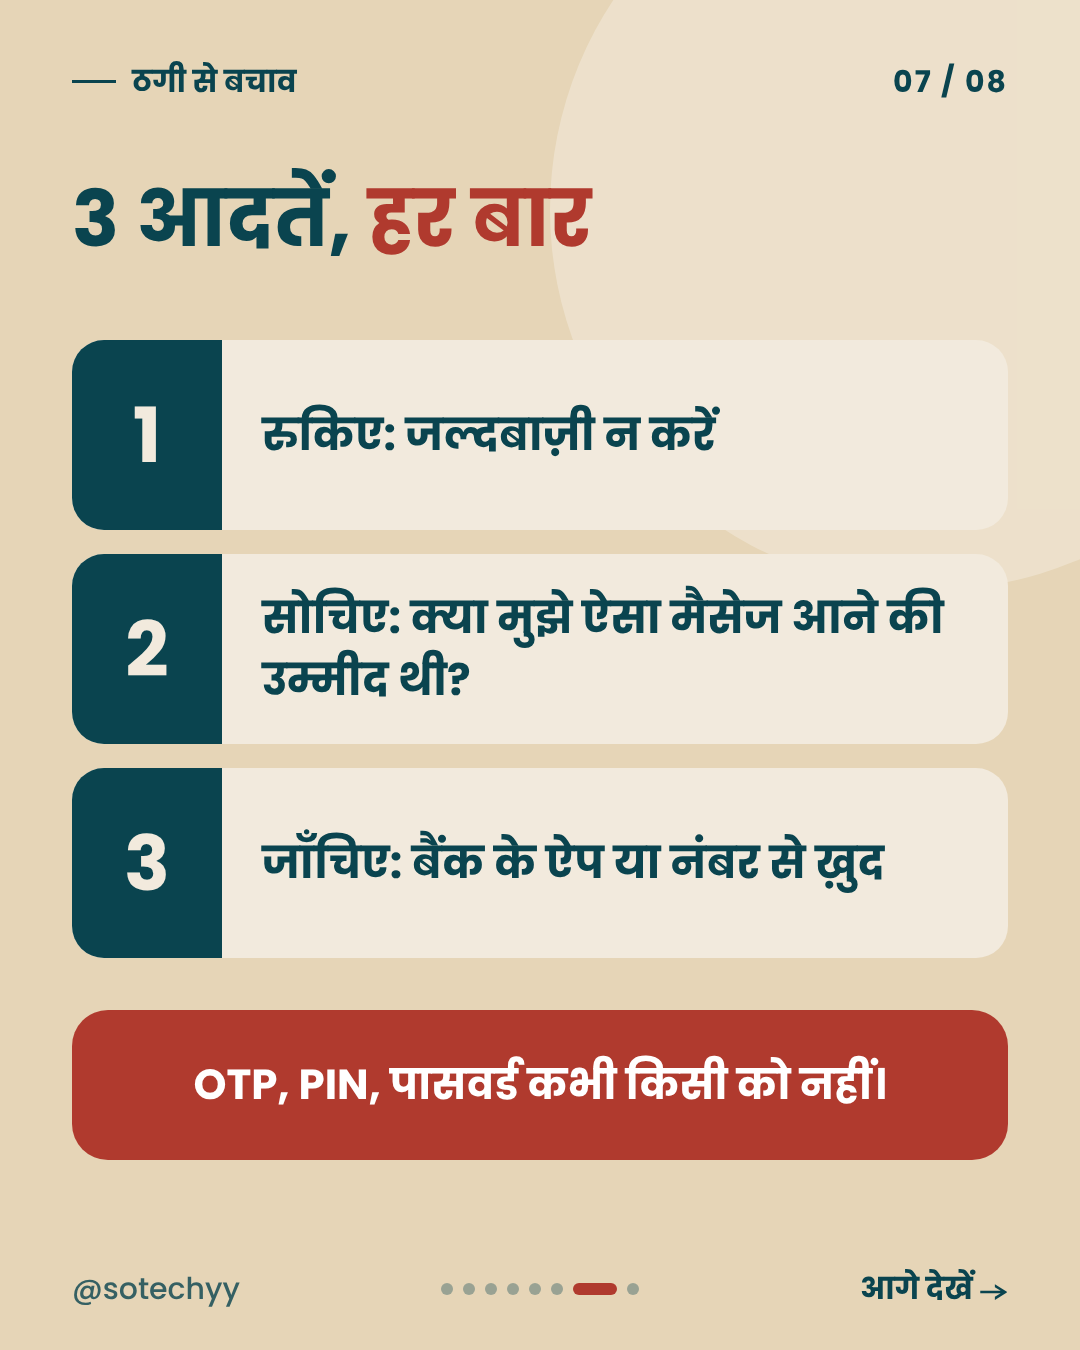 ठगी से बचाव
07 / 08
3 आदतें, हर बार
1
रुकिए: जल्दबाज़ी न करें
2
सोचिए: क्या मुझे ऐसा मैसेज आने की
उम्मीद थी?
3
जाँचिए: बैंक के ऐप या नंबर से ख़ुद
OTP, PIN, पासवर्ड कभी किसी को नहीं।
@sotechyy
आगे देखें →